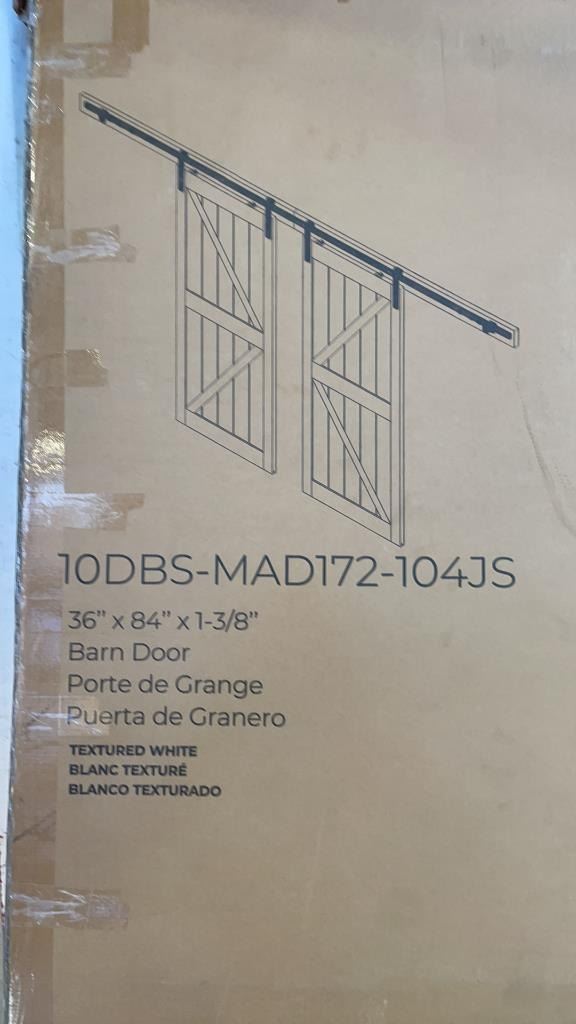 10DBS-MAD172-104JS
36” x 84” x 1-3/8”
Barn Door
Porte de Grange
Puerta de Granero
TEXTURED WHITE
BLANC TEXTURÉ
BLANCO TEXTURADO